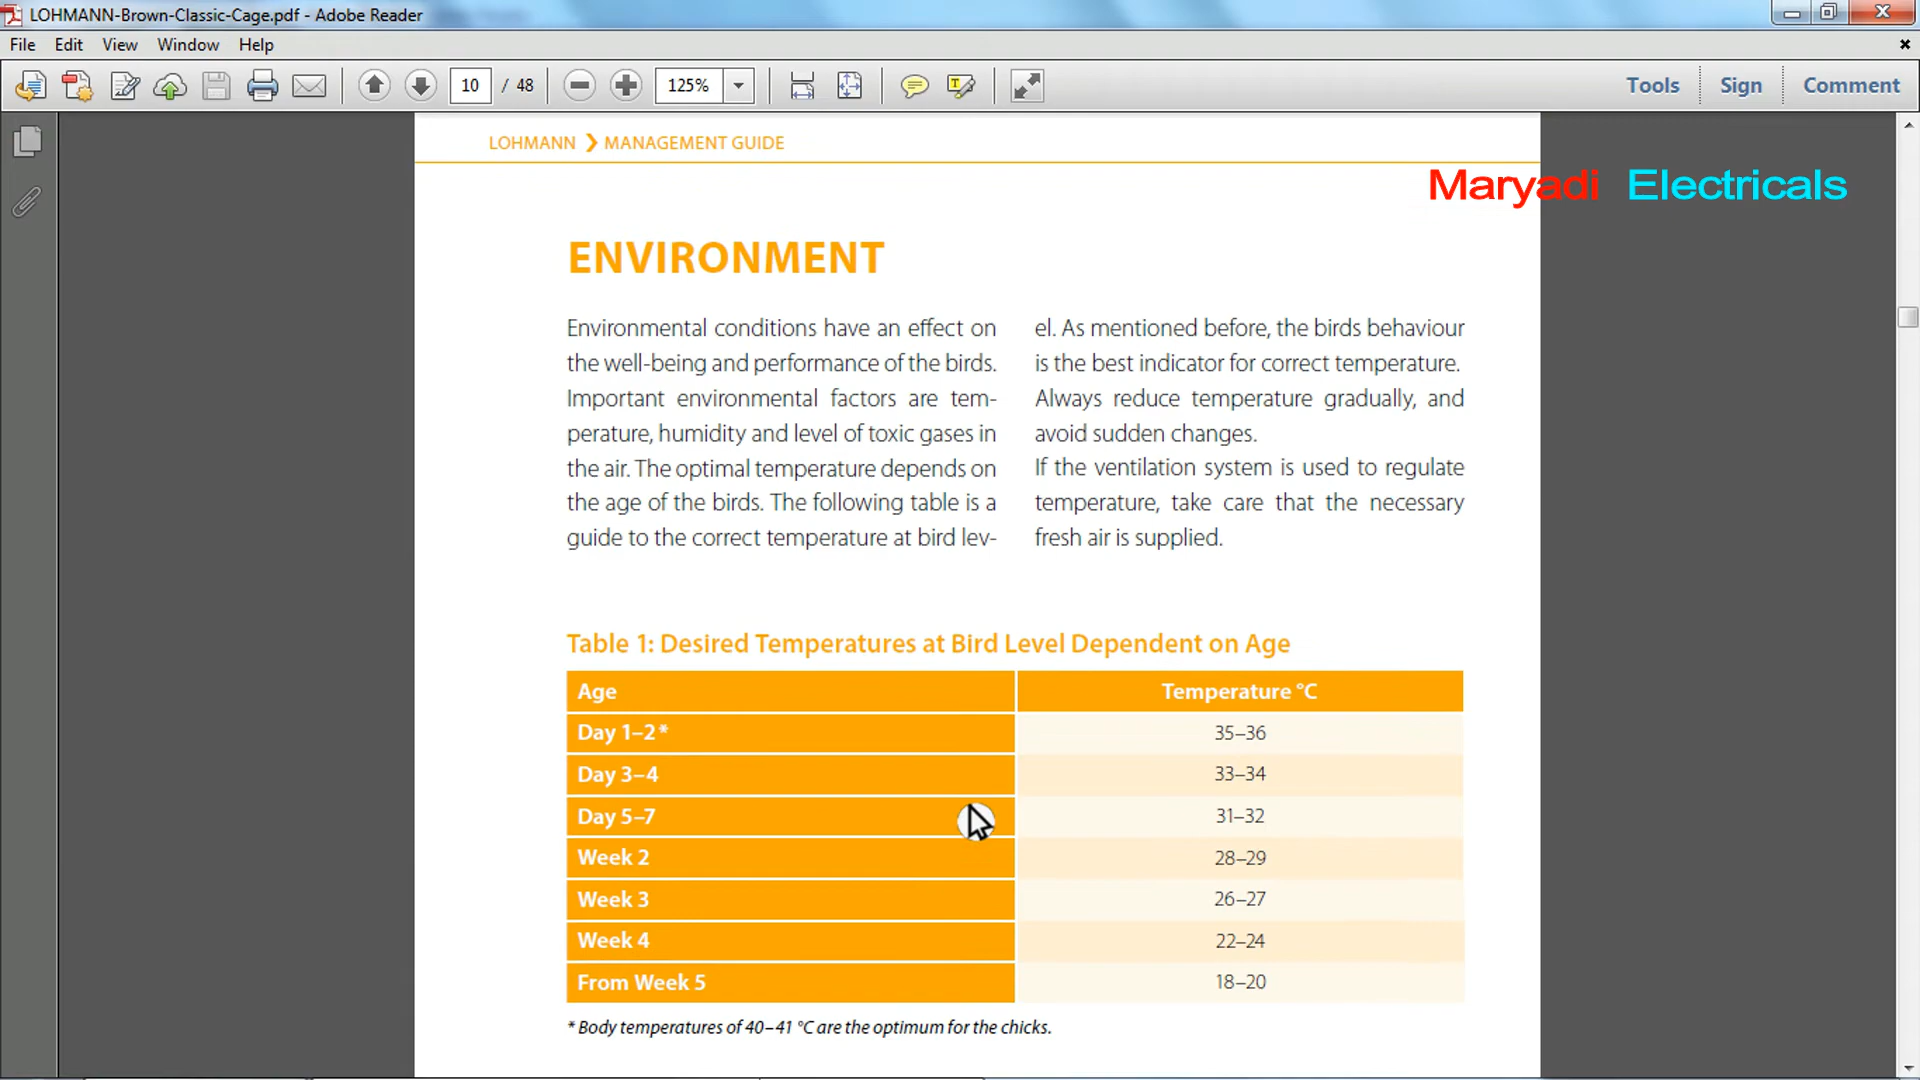 LOHMANN-Brown-Classic-Cage.pdf - Adobe Reader
File Edit View Window Help
10 / 48 125% Tools Sign Comment
LOHMANN ❯ MANAGEMENT GUIDE
Maryadi Electricals
ENVIRONMENT
Environmental conditions have an effect on
the well-being and performance of the birds.
Important environmental factors are tem-
perature, humidity and level of toxic gases in
the air. The optimal temperature depends on
the age of the birds. The following table is a
guide to the correct temperature at bird lev-
el. As mentioned before, the birds behaviour
is the best indicator for correct temperature.
Always reduce temperature gradually, and
avoid sudden changes.
If the ventilation system is used to regulate
temperature, take care that the necessary
fresh air is supplied.
Table 1: Desired Temperatures at Bird Level Dependent on Age
Age Temperature °C
Day 1–2* 35–36
Day 3–4 33–34
Day 5–7 31–32
Week 2 28–29
Week 3 26–27
Week 4 22–24
From Week 5 18–20
* Body temperatures of 40–41 °C are the optimum for the chicks.